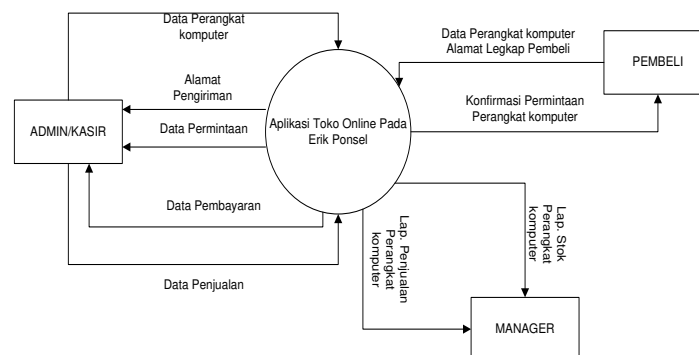 Data Perangkat
komputer
Data Perangkat komputer
Alamat Legkap Pembeli
PEMBELI
Alamat
Pengiriman
Aplikasi Toko Online Pada
Erik Ponsel
Konfirmasi Permintaan
Perangkat komputer
ADMIN/KASIR
Data Permintaan
Data Pembayaran
Lap. Penjualan
Perangkat
komputer
Lap. Stok
Perangkat
komputer
Data Penjualan
MANAGER